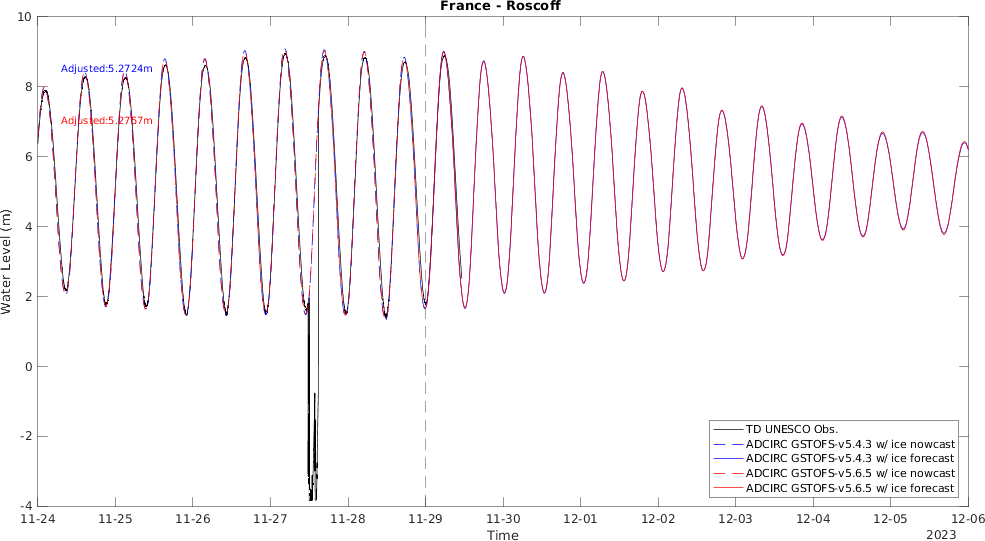 France - Roscoff
Adjusted:5.2724m
Adjusted:5.2757m
Water Level (m)
10
8
6
4
2
0
-2
-4
11-24
11-25
11-26
11-27
11-28
11-29
11-30
12-01
12-02
12-03
12-04
12-05
12-06
Time
2023
TD UNESCO Obs.
ADCIRC GSTOFS-v5.4.3 w/ ice nowcast
ADCIRC GSTOFS-v5.4.3 w/ ice forecast
ADCIRC GSTOFS-v5.6.5 w/ ice nowcast
ADCIRC GSTOFS-v5.6.5 w/ ice forecast